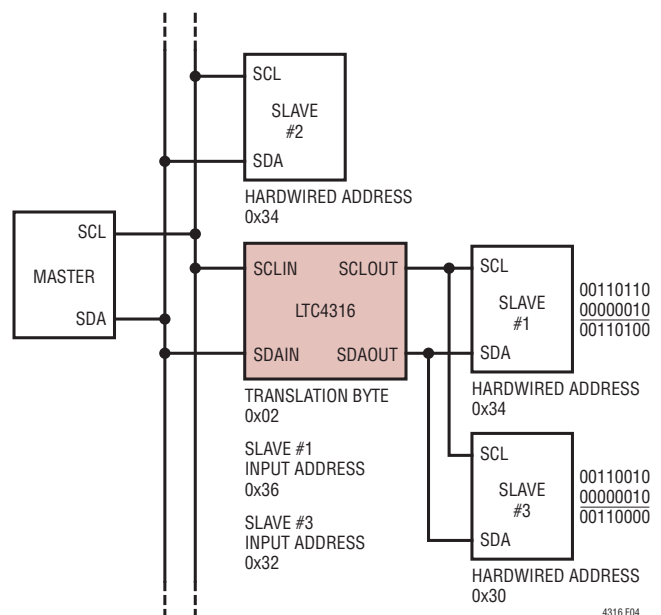 SCL
SLAVE
#2
SDA
HARDWIRED ADDRESS
0x34
SCL
MASTER
SDA
SCLIN
SCLOUT
LTC4316
SDAIN
SDAOUT
TRANSLATION BYTE
0x02
SLAVE #1
INPUT ADDRESS
0x36
SLAVE #3
INPUT ADDRESS
0x32
SCL
SLAVE
#1
SDA
00110110
00000010
00110100
HARDWIRED ADDRESS
0x34
SCL
SLAVE
#3
SDA
00110010
00000010
00110000
HARDWIRED ADDRESS
0x30
4316 F04